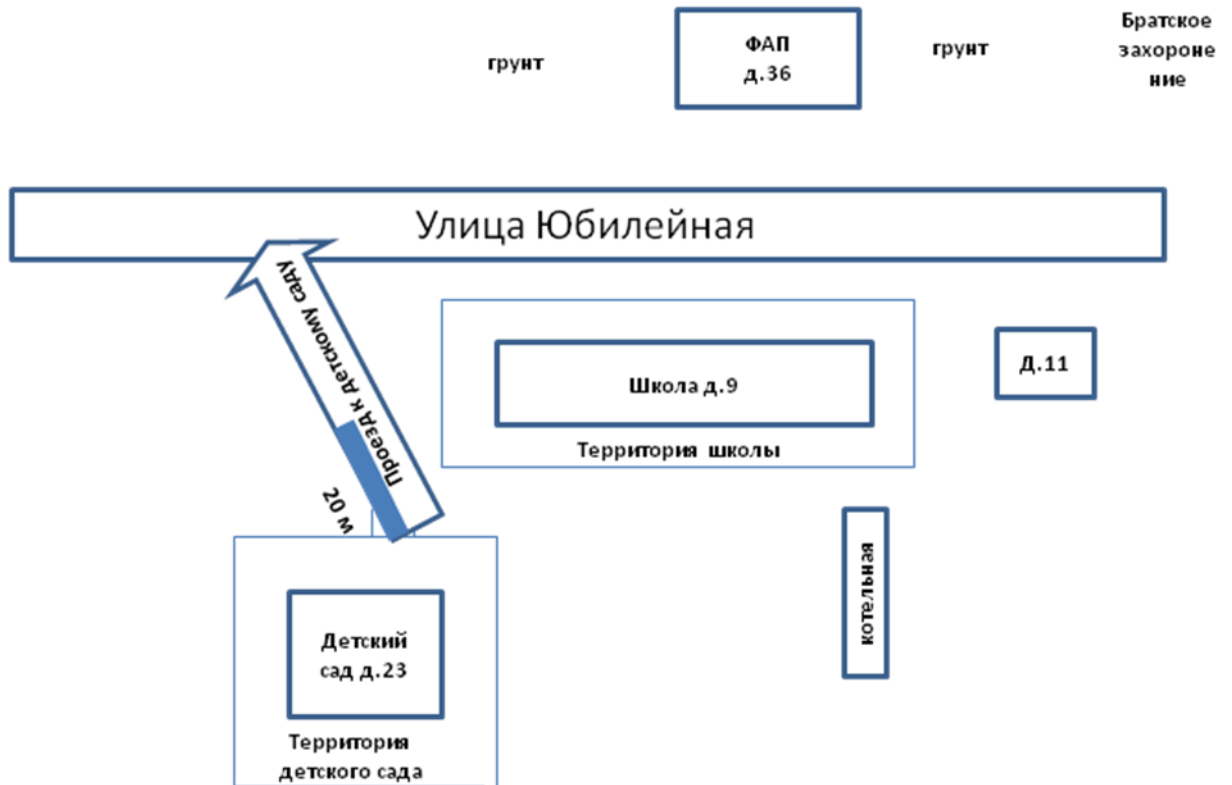 грунт
ФАП
д.36
грунт
Братское
захороне
ние
Улица Юбилейная
Проезд к детскому саду
Школа д.9
Территория школы
Д.11
20 м
котельная
Детский
сад д.23
Территория
детского сада